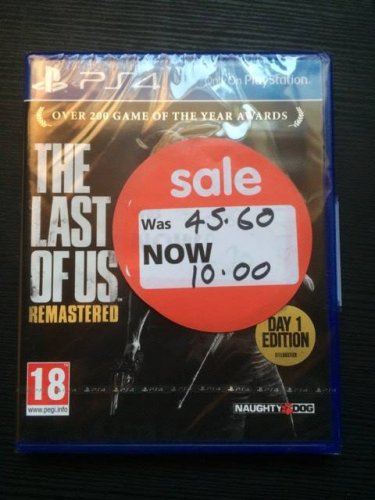 PS4
Only On PlayStation.
OVER 200 GAME OF THE YEAR AWARDS
THE
LAST
OF US
REMASTERED
sale
Was 45.60
NOW
10.00
DAY 1
EDITION
18
www.pegi.info
NAUGHTY DOG